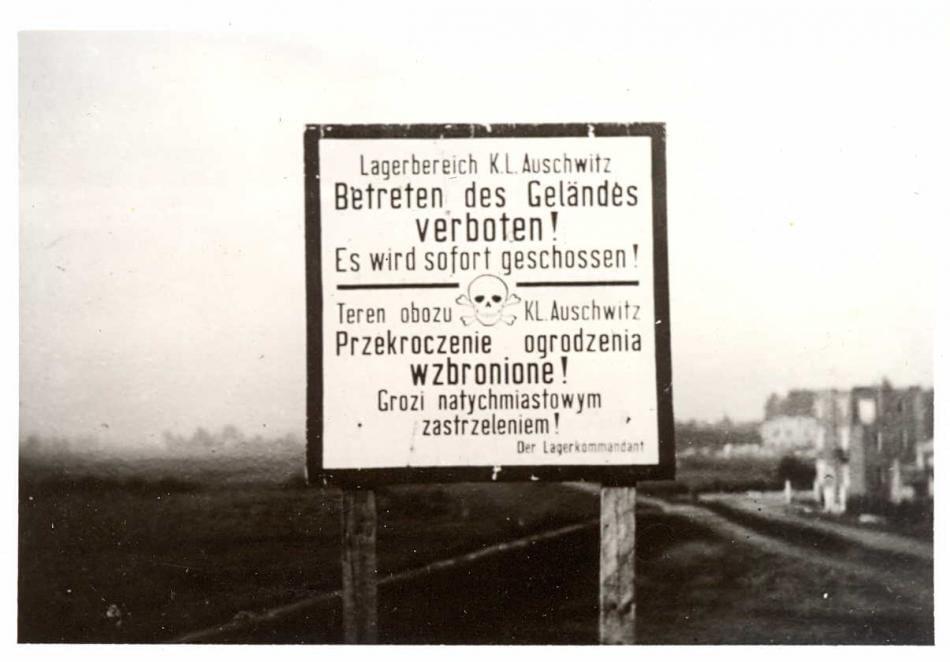 Lagerbereich K.L. Auschwitz
Betreten des Geländes
verboten!
Es wird sofort geschossen!
Teren obozu KL. Auschwitz
Przekroczenie ogrodzenia
wzbronione!
Grozi natychmiastowym
zastrzeleniem!
Der Lagerkommandant